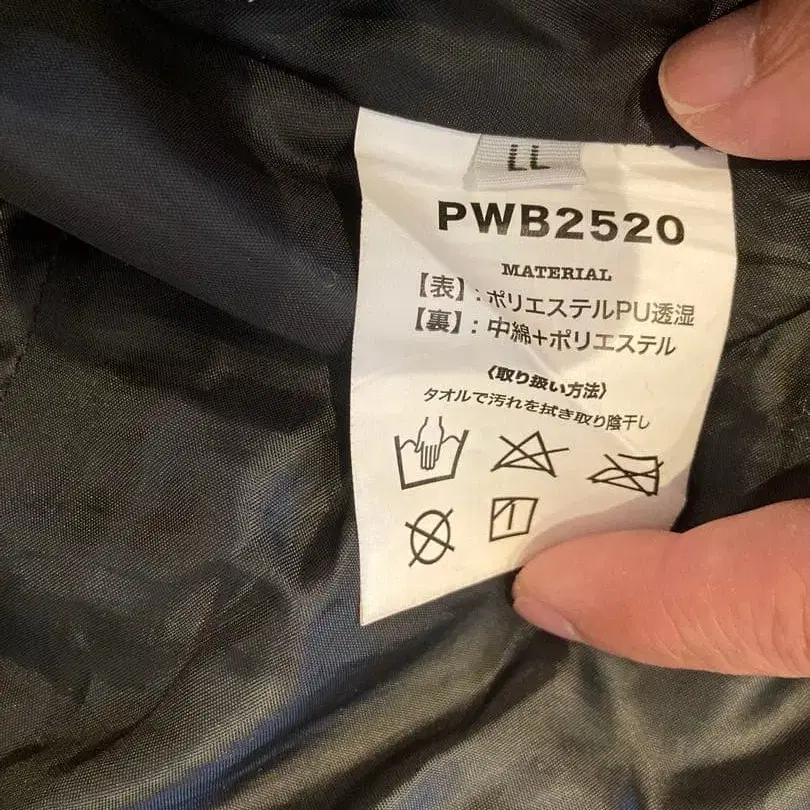 LL
PWB2520
MATERIAL
【表】:ポリエステルPU透湿
【裏】:中綿+ポリエステル
〈取り扱い方法〉
タオルで汚れを拭き取り陰干し